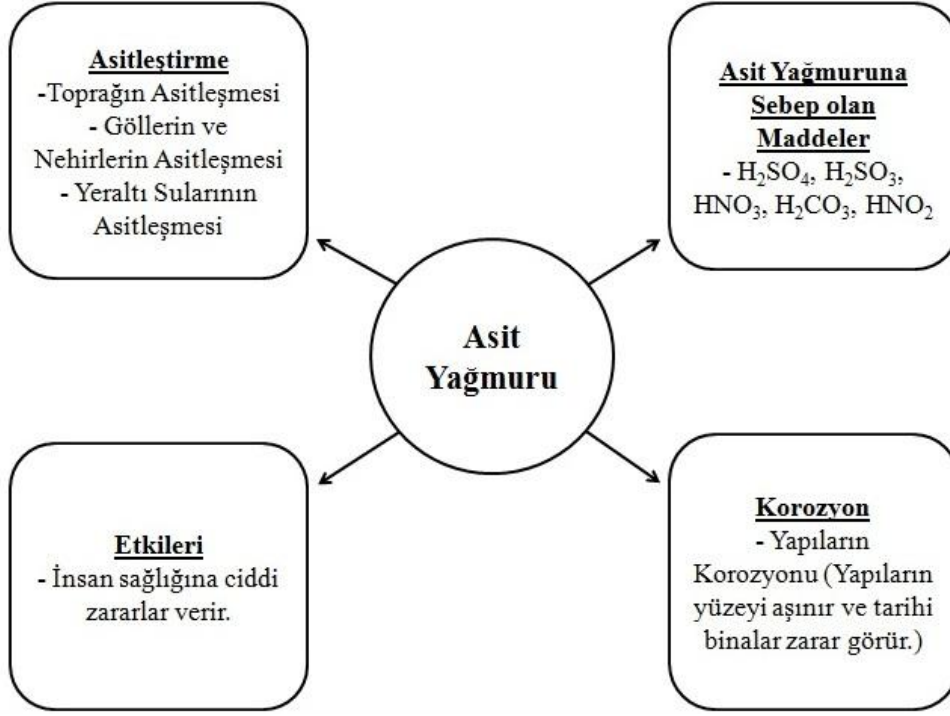 Asitleştirme
-Toprağın Asitleşmesi
- Göllerin ve
Nehirlerin Asitleşmesi
- Yeraltı Sularının
Asitleşmesi
Asit Yağmuruna
Sebep olan
Maddeler
- H₂SO₄, H₂SO₃,
HNO₃, H₂CO₃, HNO₂
Asit
Yağmuru
Etkileri
- İnsan sağlığına ciddi
zararlar verir.
Korozyon
- Yapıların
Korozyonu (Yapıların
yüzeyi aşınır ve tarihi
binalar zarar görür.)